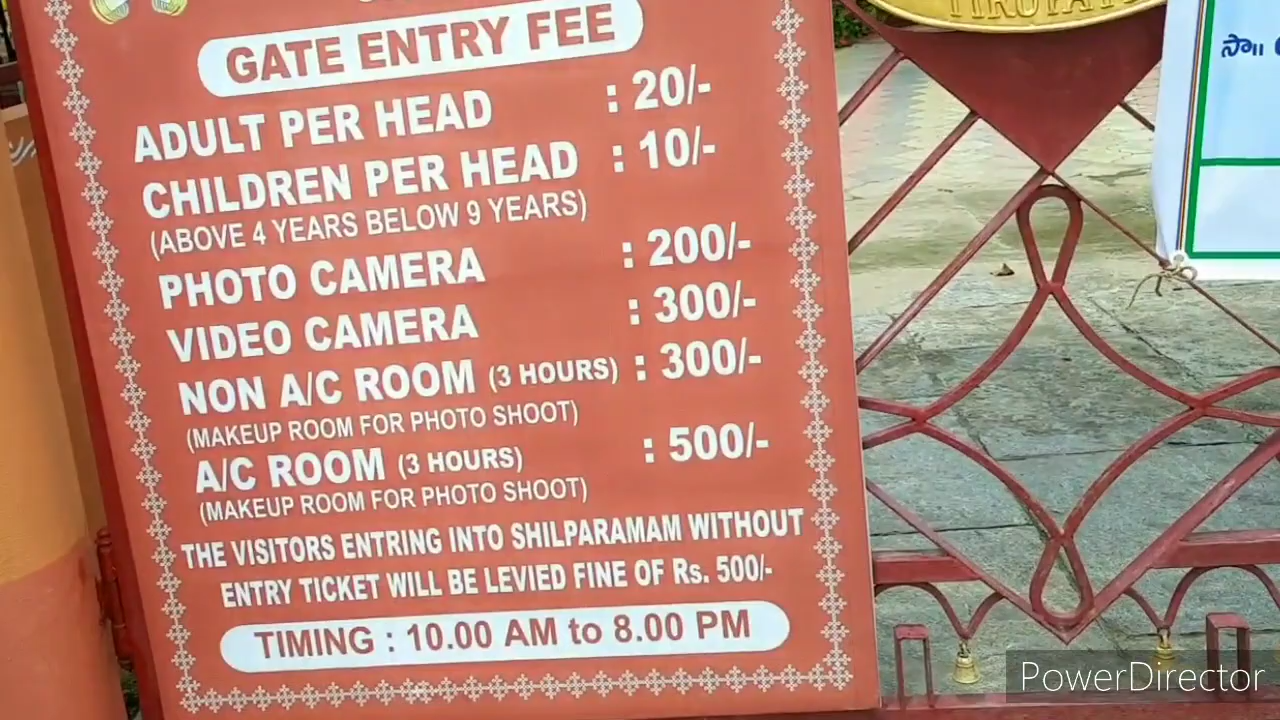 TIRUPATI
సా॥
GATE ENTRY FEE
ADULT PER HEAD : 20/-
CHILDREN PER HEAD : 10/-
(ABOVE 4 YEARS BELOW 9 YEARS)
PHOTO CAMERA : 200/-
VIDEO CAMERA : 300/-
NON A/C ROOM (3 HOURS) : 300/-
(MAKEUP ROOM FOR PHOTO SHOOT)
A/C ROOM (3 HOURS) : 500/-
(MAKEUP ROOM FOR PHOTO SHOOT)
THE VISITORS ENTRING INTO SHILPARAMAM WITHOUT
ENTRY TICKET WILL BE LEVIED FINE OF Rs. 500/-
TIMING : 10.00 AM to 8.00 PM
PowerDirector